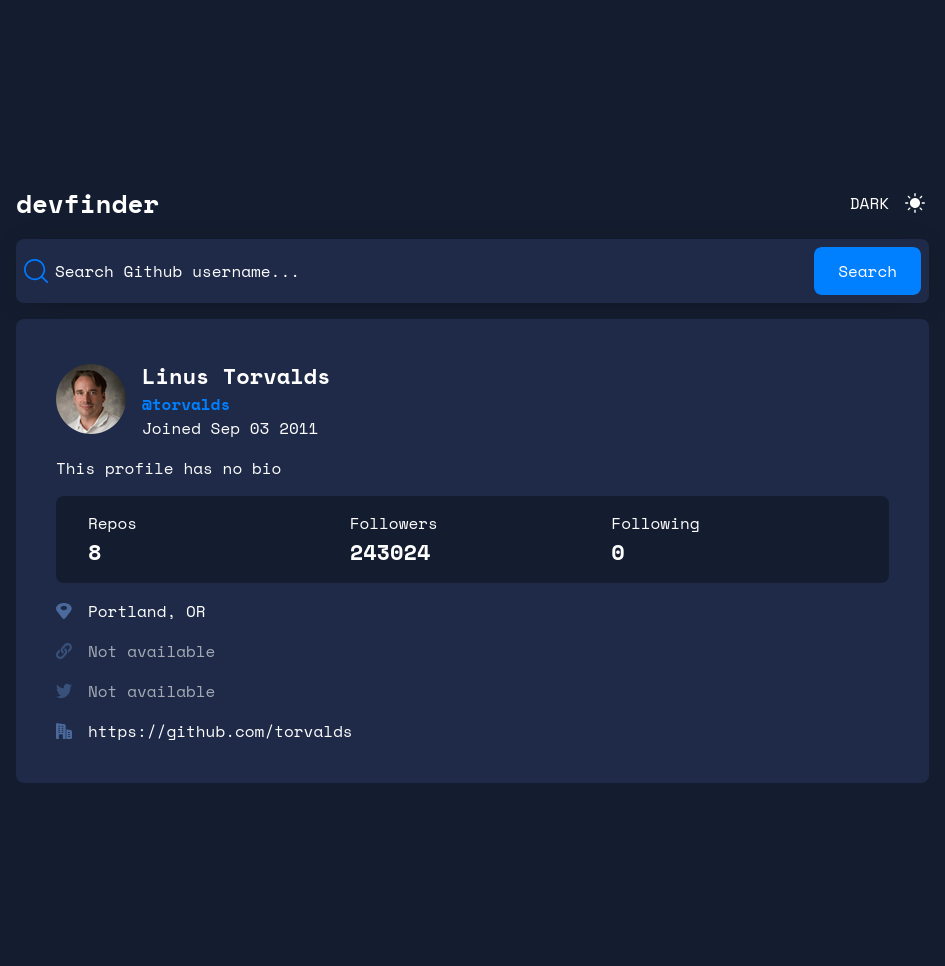 devfinder
DARK
Search Github username...
Search
Linus Torvalds
@torvalds
Joined Sep 03 2011
This profile has no bio
Repos Followers Following
8 243024 0
Portland, OR
Not available
Not available
https://github.com/torvalds